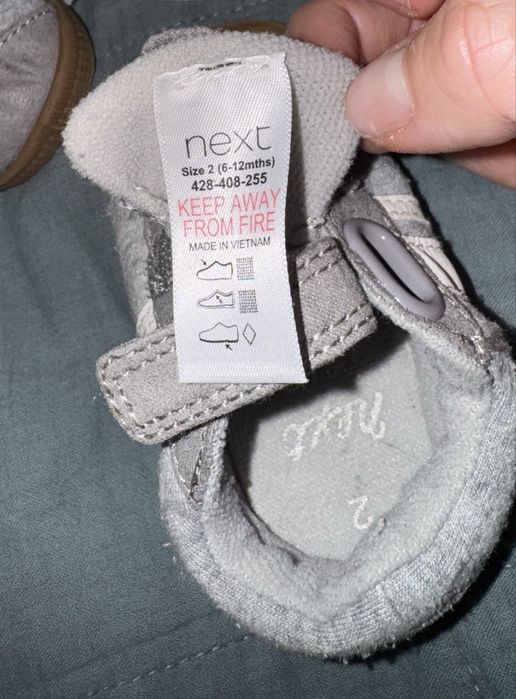 next
Size 2 (6-12mths)
428-408-255
KEEP AWAY
FROM FIRE
MADE IN VIETNAM
next
2